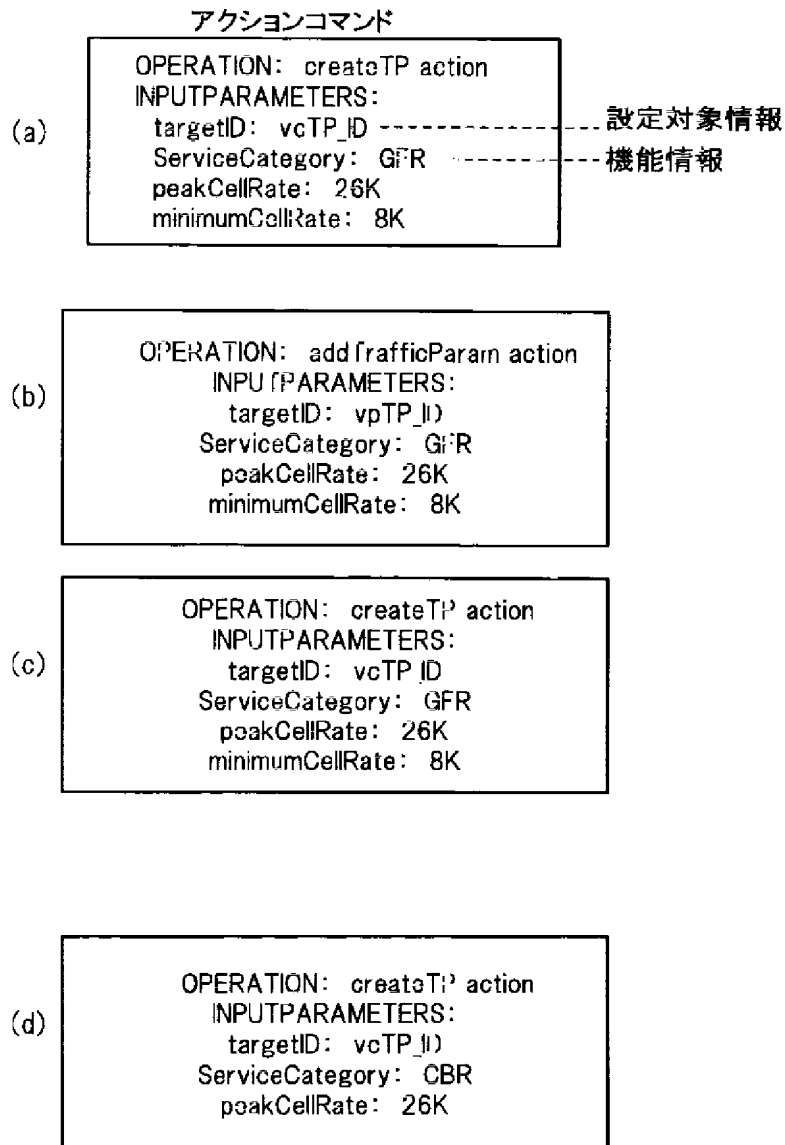 アクションコマンド
(a)
OPERATION: createTP action
INPUTPARAMETERS:
targetID: vcTP_ID 設定対象情報
ServiceCategory: GFR 機能情報
peakCellRate: 26K
minimumCellRate: 8K
(b)
OPERATION: addTrafficParam action
INPUTPARAMETERS:
targetID: vpTP_ID
ServiceCategory: GFR
peakCellRate: 26K
minimumCellRate: 8K
(c)
OPERATION: createTP action
INPUTPARAMETERS:
targetID: vcTP_ID
ServiceCategory: GFR
peakCellRate: 26K
minimumCellRate: 8K
(d)
OPERATION: createTP action
INPUTPARAMETERS:
targetID: vcTP_ID
ServiceCategory: CBR
peakCellRate: 26K